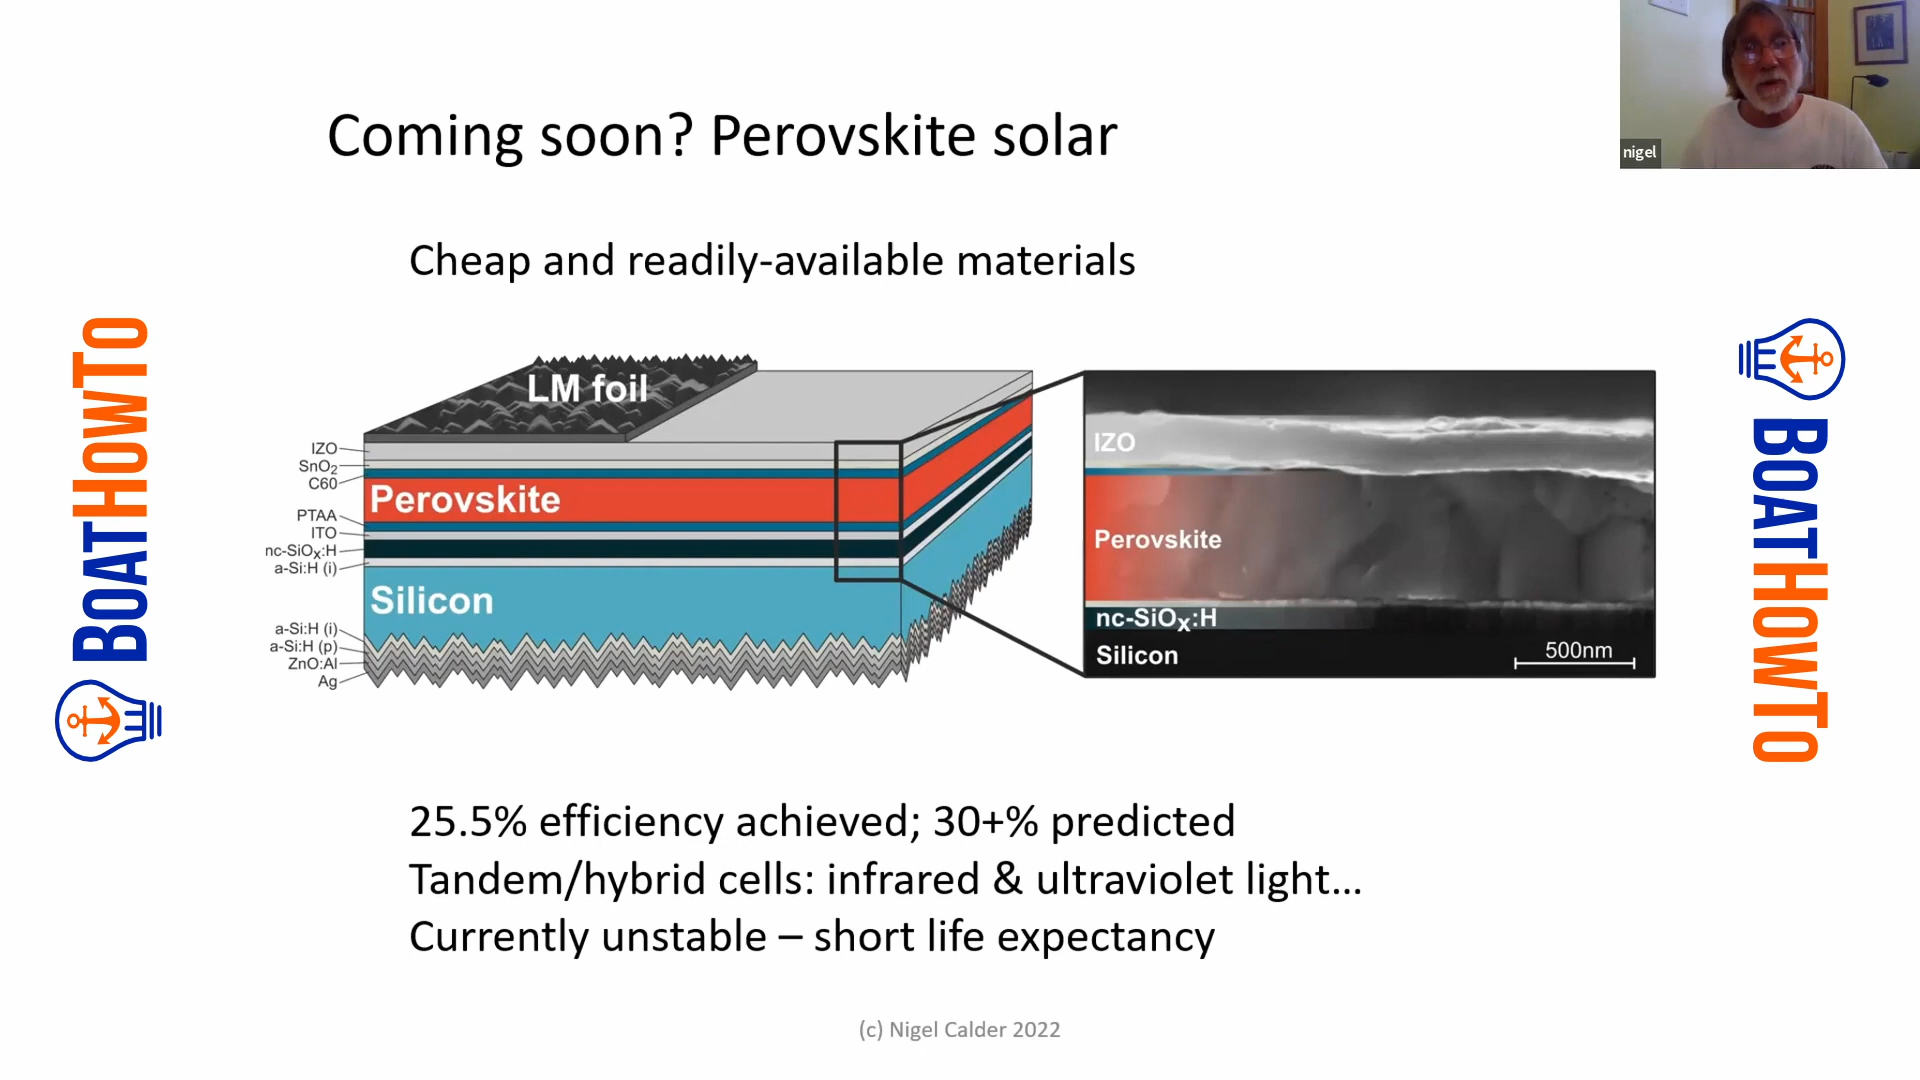 nigel
Coming soon? Perovskite solar
Cheap and readily-available materials
BOATHOWTO
LM foil
IZO
SnO2
C60
Perovskite
PTAA
ITO
nc-SiOx:H
a-Si:H (i)
Silicon
a-Si:H (i)
a-Si:H (p)
ZnO:Al
Ag
IZO
Perovskite
nc-SiOx:H
Silicon
500nm
BOATHOWTO
25.5% efficiency achieved; 30+% predicted
Tandem/hybrid cells: infrared & ultraviolet light…
Currently unstable – short life expectancy
(c) Nigel Calder 2022